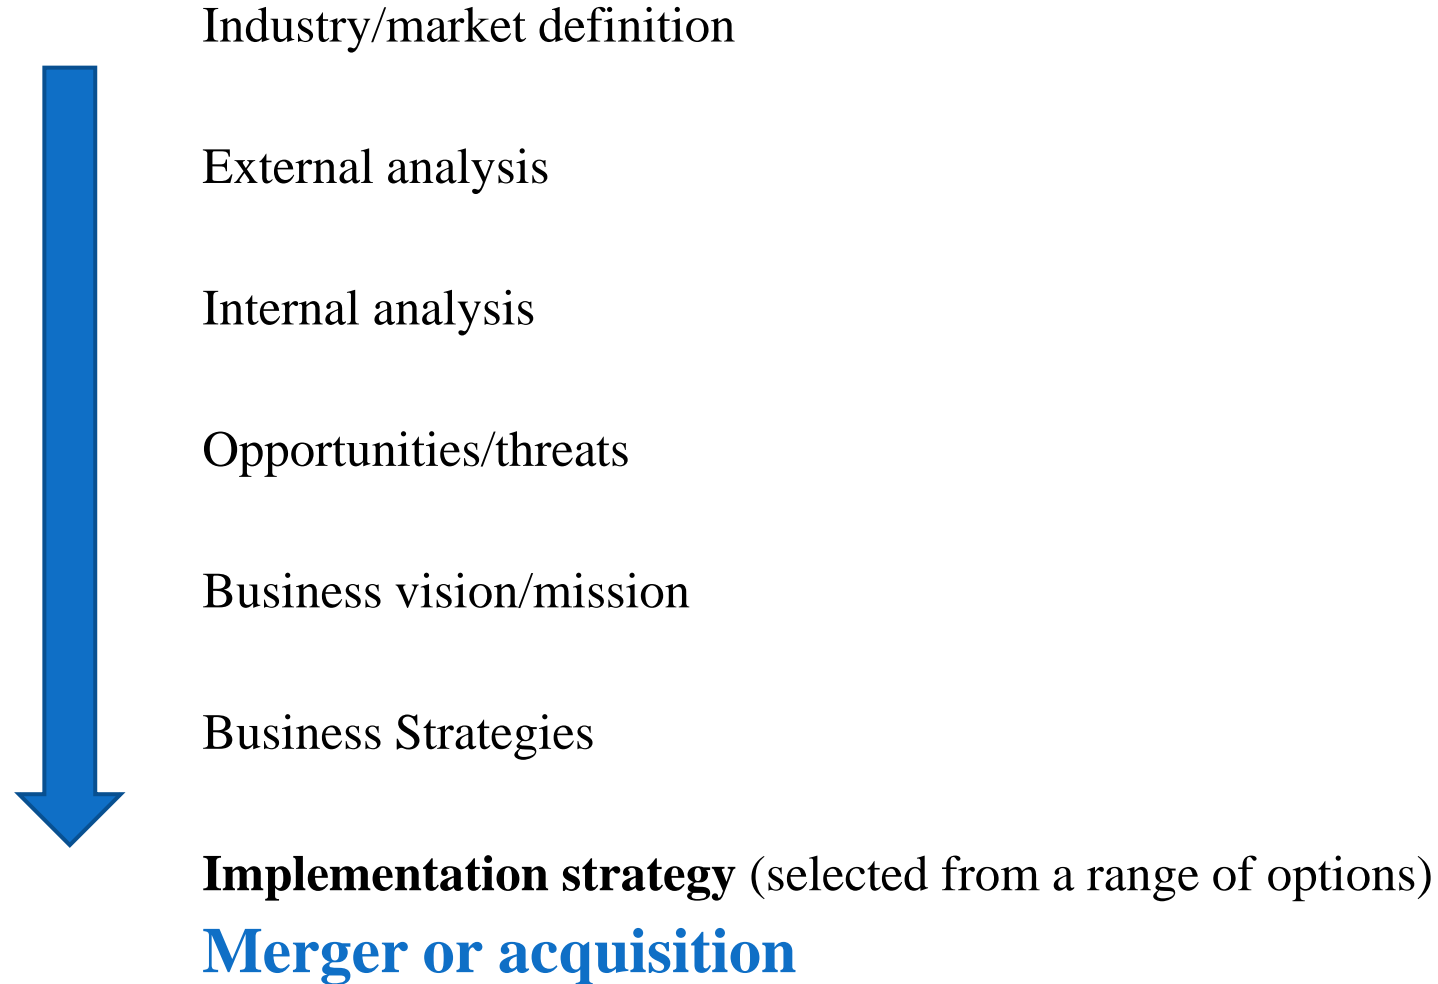 Industry/market definition
External analysis
Internal analysis
Opportunities/threats
Business vision/mission
Business Strategies
Implementation strategy (selected from a range of options)
Merger or acquisition